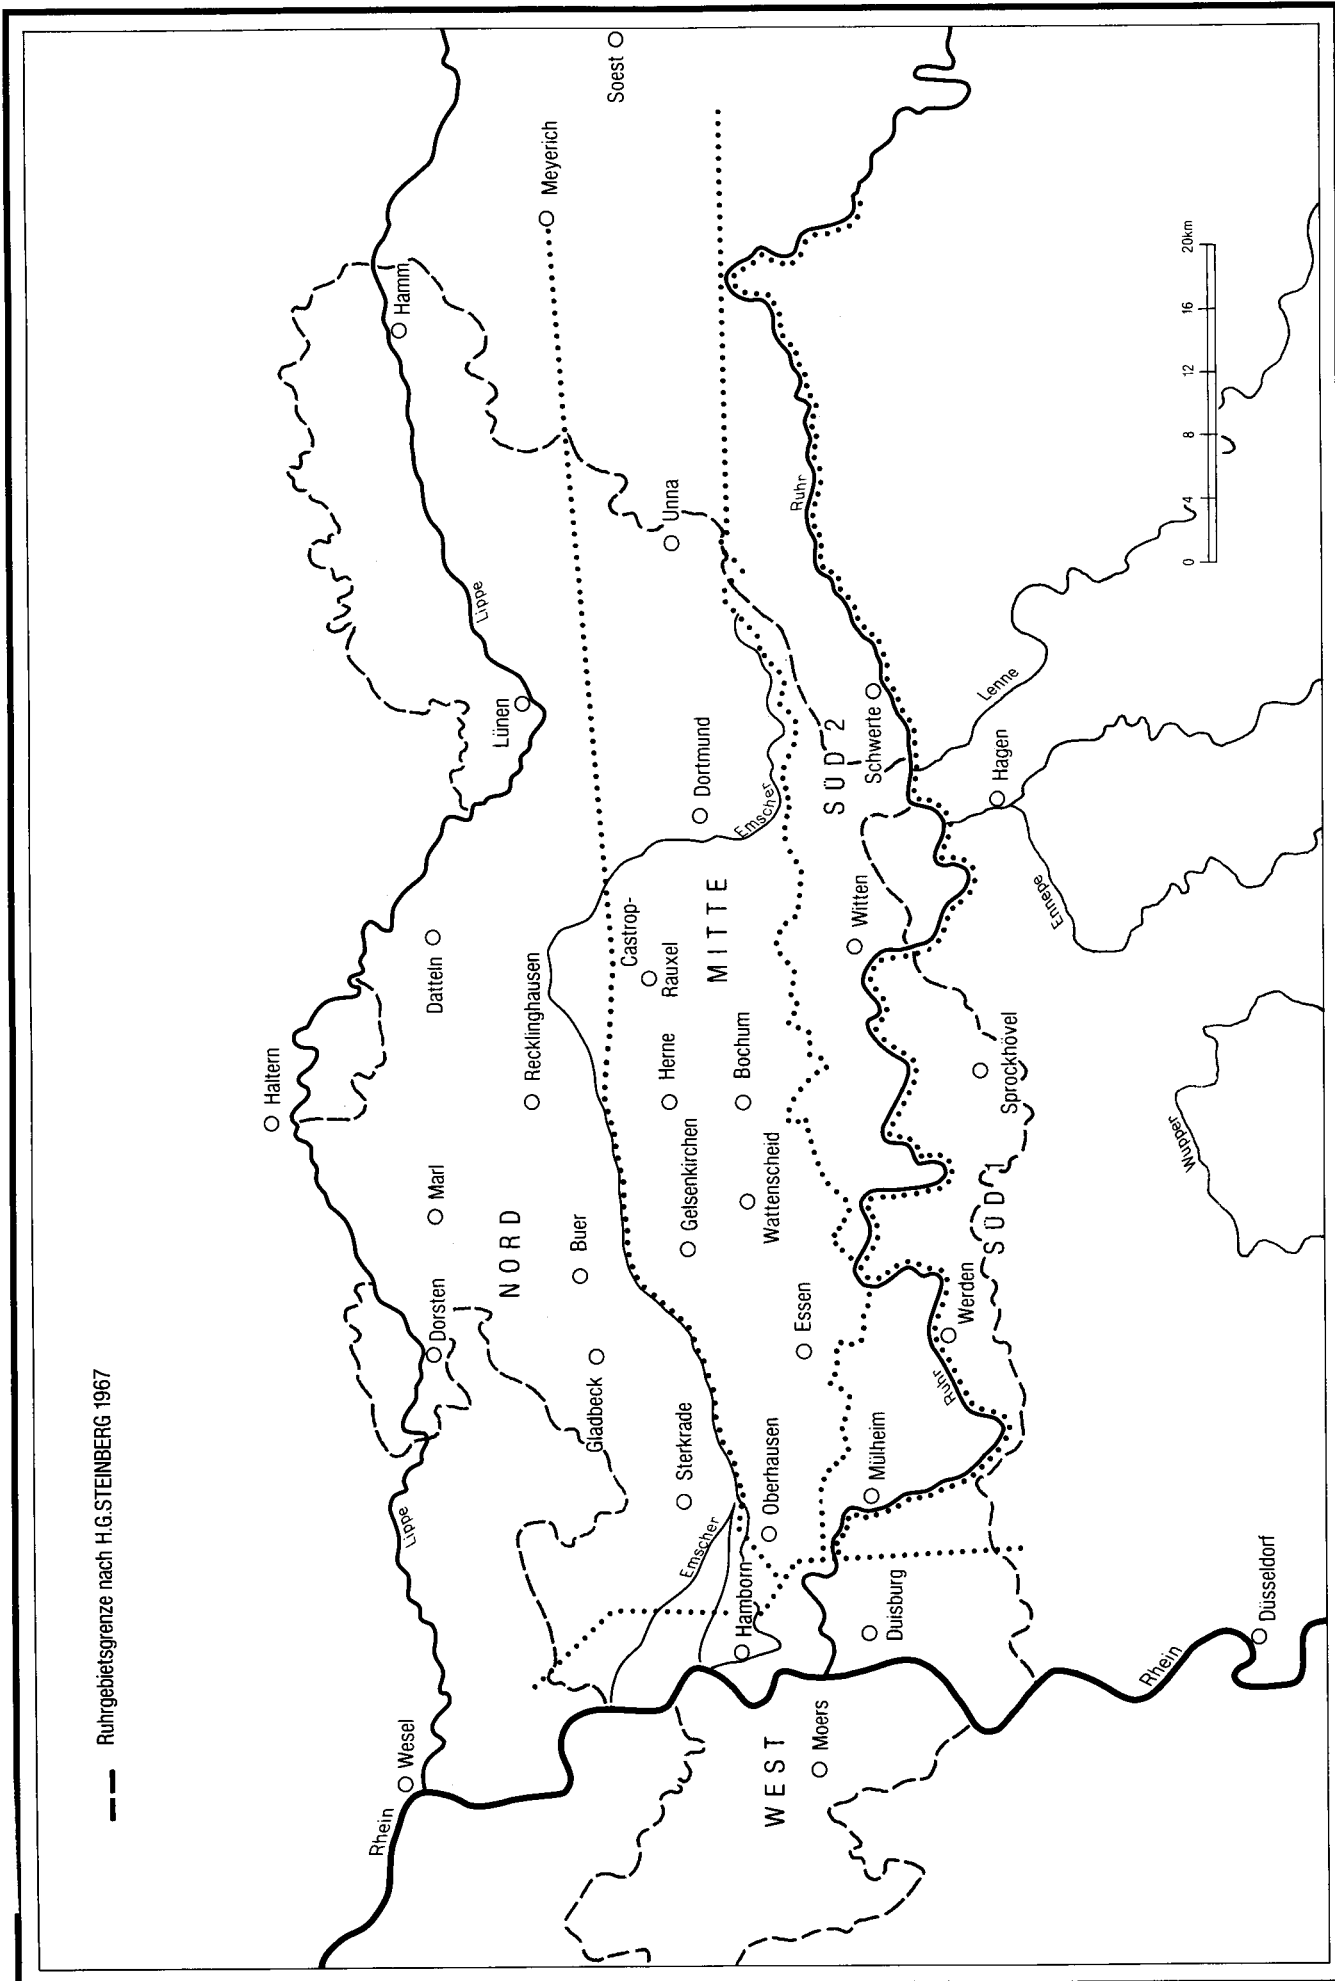 Ruhrgebietsgrenze nach H.G.STEINBERG 1967
Haltern
Rhein
Wesel
Lippe
Dorsten
Marl
Datteln
Lippe
Hamm
NORD
Recklinghausen
Lünen
Meyerich
Soest
Gladbeck
Buer
Castrop-
Rauxel
Sterkrade
Gelsenkirchen
Herne
Unna
Emscher
Dortmund
MITTE
Hamborn
Oberhausen
Wattenscheid
Bochum
Emscher
WEST
Essen
Moers
Duisburg
Mülheim
Witten
SÜD 2
Schwerte
Ruhr
Ruhr
Werden
SÜD 1
Sprockhövel
Hagen
Lenne
Ennepe
Rhein
Düsseldorf
Wupper
0 4 8 12 16 20km